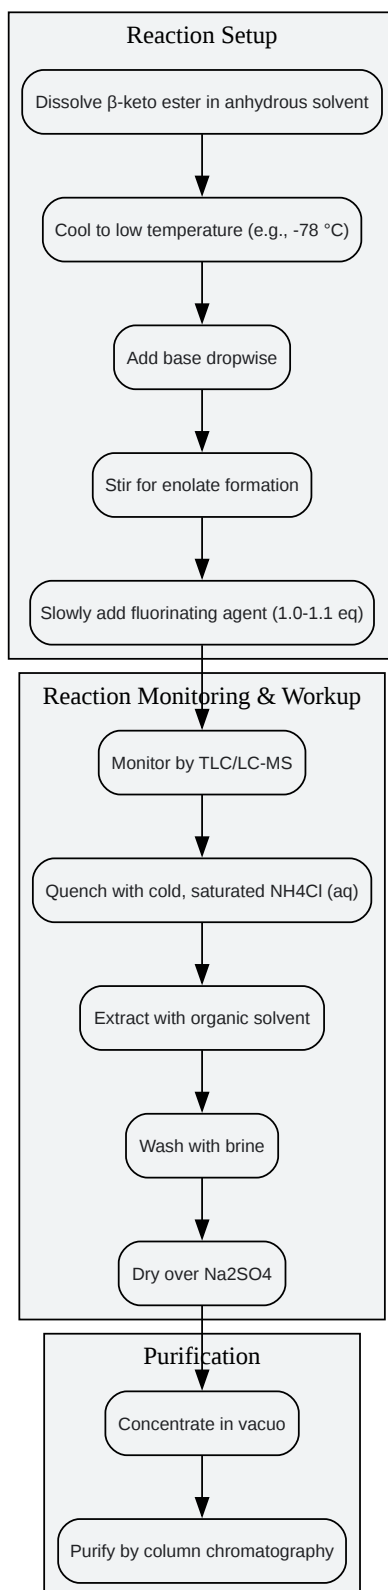 Reaction Setup
Dissolve β-keto ester in anhydrous solvent
Cool to low temperature (e.g., -78 °C)
Add base dropwise
Stir for enolate formation
Slowly add fluorinating agent (1.0-1.1 eq)
Reaction Monitoring & Workup
Monitor by TLC/LC-MS
Quench with cold, saturated NH4Cl (aq)
Extract with organic solvent
Wash with brine
Dry over Na2SO4
Purification
Concentrate in vacuo
Purify by column chromatography